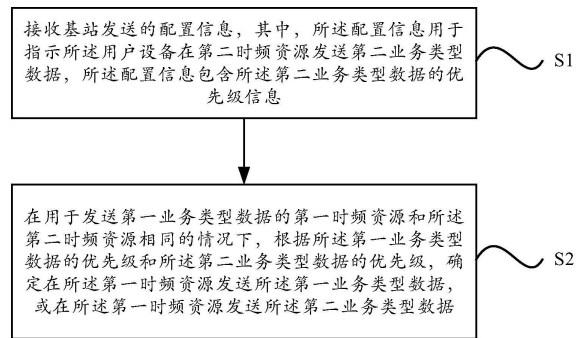 接收基站发送的配置信息，其中，所述配置信息用于
指示所述用户设备在第二时频资源发送第二业务类型
数据，所述配置信息包含所述第二业务类型数据的优
先级信息
S1
在用于发送第一业务类型数据的第一时频资源和所述
第二时频资源相同的情况下，根据所述第一业务类型
数据的优先级和所述第二业务类型数据的优先级，确
定在所述第一时频资源发送所述第一业务类型数据，
或在所述第一时频资源发送所述第二业务类型数据
S2